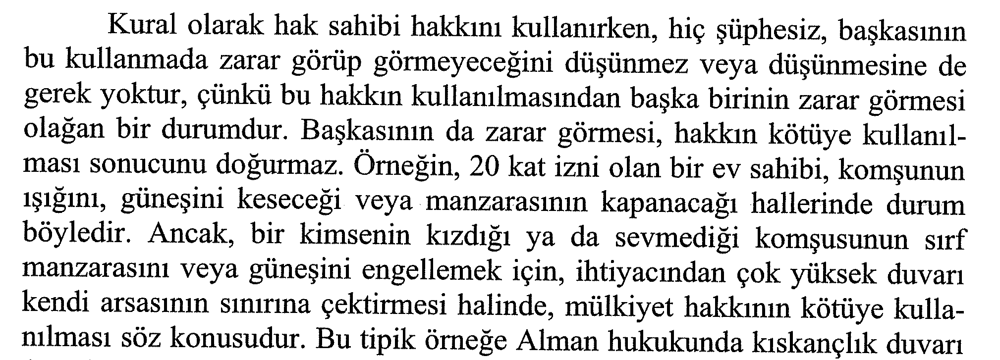 Kural olarak hak sahibi hakkını kullanırken, hiç şüphesiz, başkasının
bu kullanmada zarar görüp görmeyeceğini düşünmez veya düşünmesine de
gerek yoktur, çünkü bu hakkın kullanılmasından başka birinin zarar görmesi
olağan bir durumdur. Başkasının da zarar görmesi, hakkın kötüye kullanıl-
ması sonucunu doğurmaz. Örneğin, 20 kat izni olan bir ev sahibi, komşunun
ışığını, güneşini keseceği veya manzarasının kapanacağı hallerinde durum
böyledir. Ancak, bir kimsenin kızdığı ya da sevmediği komşusunun sırf
manzarasını veya güneşini engellemek için, ihtiyacından çok yüksek duvarı
kendi arsasının sınırına çektirmesi halinde, mülkiyet hakkının kötüye kulla-
nılması söz konusudur. Bu tipik örneğe Alman hukukunda kıskançlık duvarı